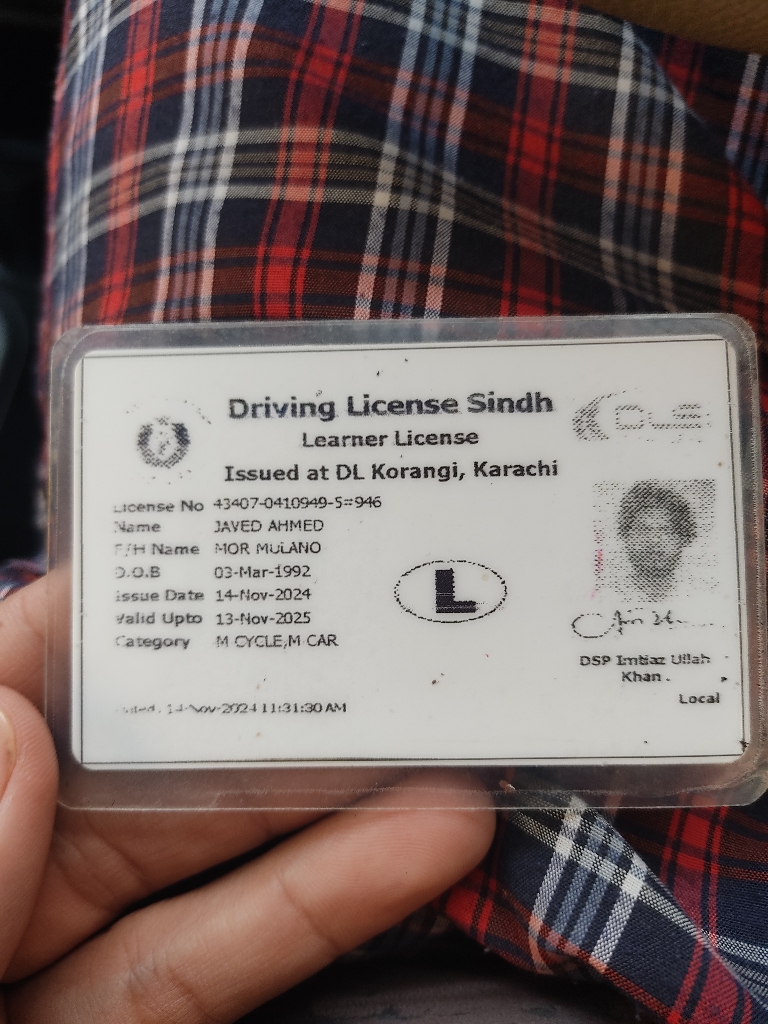 Driving License Sindh
DLS
Learner License
Issued at DL Korangi, Karachi
License No 43407-0410949-5=946
Name JAVED AHMED
F/H Name MOR MULANO
D.O.B 03-Mar-1992
Issue Date 14-Nov-2024
Valid Upto 13-Nov-2025
Category M CYCLE,M CAR
L
DSP Imtiaz Ullah
Khan .
Local
14-Nov-2024 11:31:30 AM